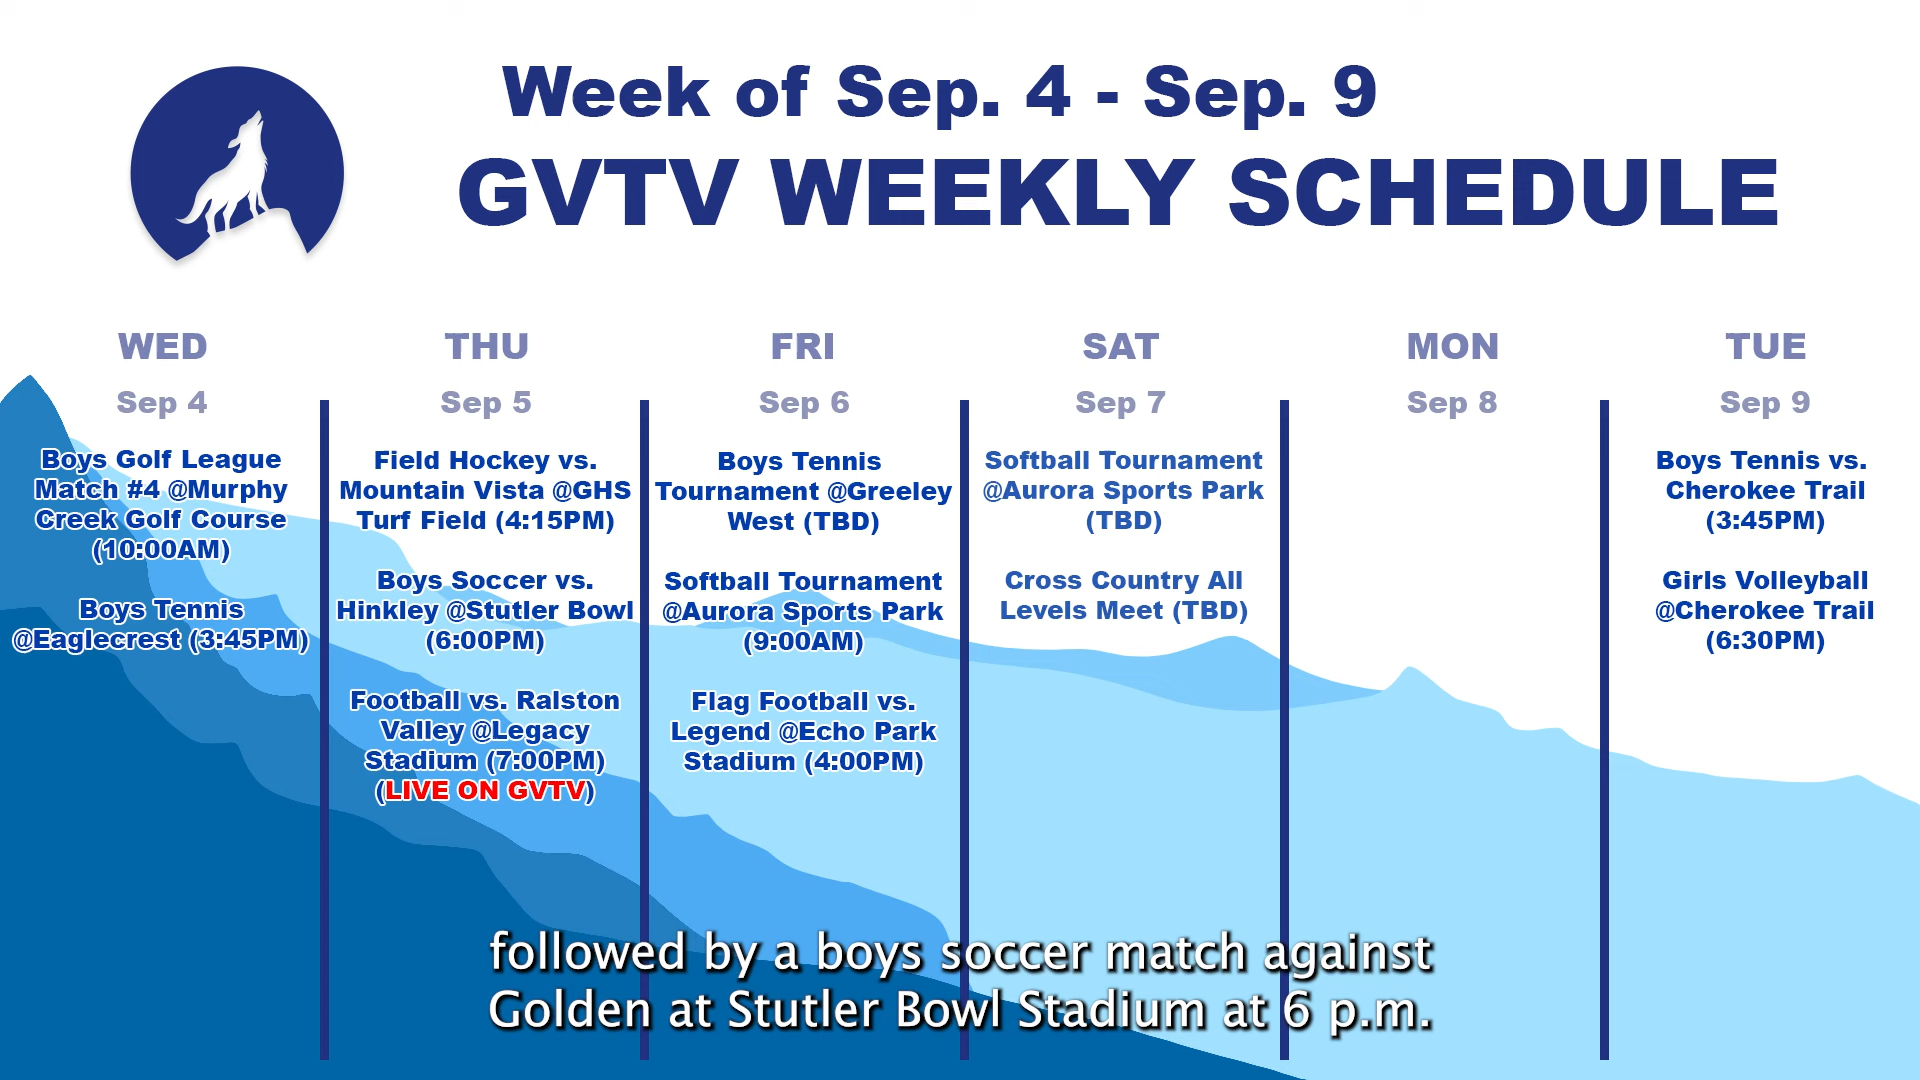 Week of Sep. 4 - Sep. 9
GVTV WEEKLY SCHEDULE
WED
Sep 4
Boys Golf League
Match #4 @Murphy
Creek Golf Course
(10:00AM)
Boys Tennis
@Eaglecrest (3:45PM)
THU
Sep 5
Field Hockey vs.
Mountain Vista @GHS
Turf Field (4:15PM)
Boys Soccer vs.
Hinkley @Stutler Bowl
(6:00PM)
Football vs. Ralston
Valley @Legacy
Stadium (7:00PM)
(LIVE ON GVTV)
FRI
Sep 6
Boys Tennis
Tournament @Greeley
West (TBD)
Softball Tournament
@Aurora Sports Park
(9:00AM)
Flag Football vs.
Legend @Echo Park
Stadium (4:00PM)
SAT
Sep 7
Softball Tournament
@Aurora Sports Park
(TBD)
Cross Country All
Levels Meet (TBD)
MON
Sep 8
TUE
Sep 9
Boys Tennis vs.
Cherokee Trail
(3:45PM)
Girls Volleyball
@Cherokee Trail
(6:30PM)
followed by a boys soccer match against
Golden at Stutler Bowl Stadium at 6 p.m.